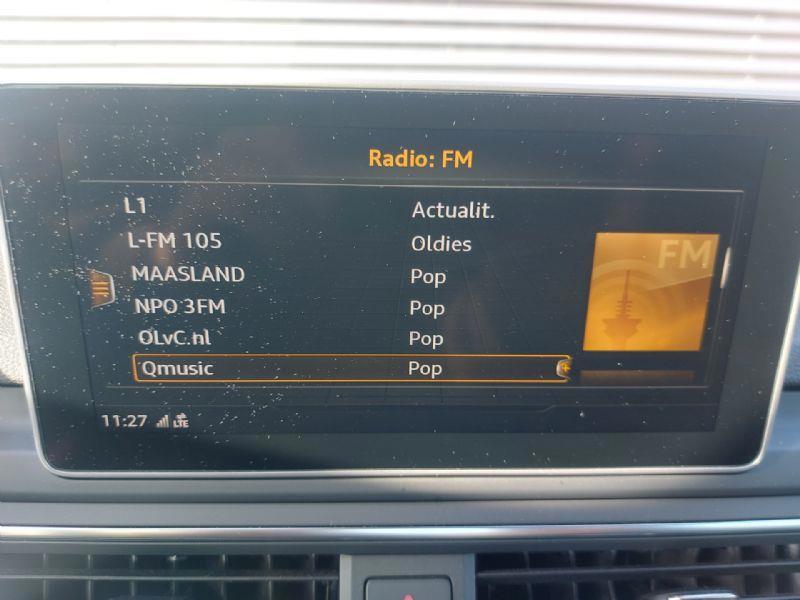 Radio: FM
L1 Actualit.
L-FM 105 Oldies
MAASLAND Pop
NPO 3FM Pop
OLvC.nl Pop
Qmusic Pop
FM
11:27 LTE